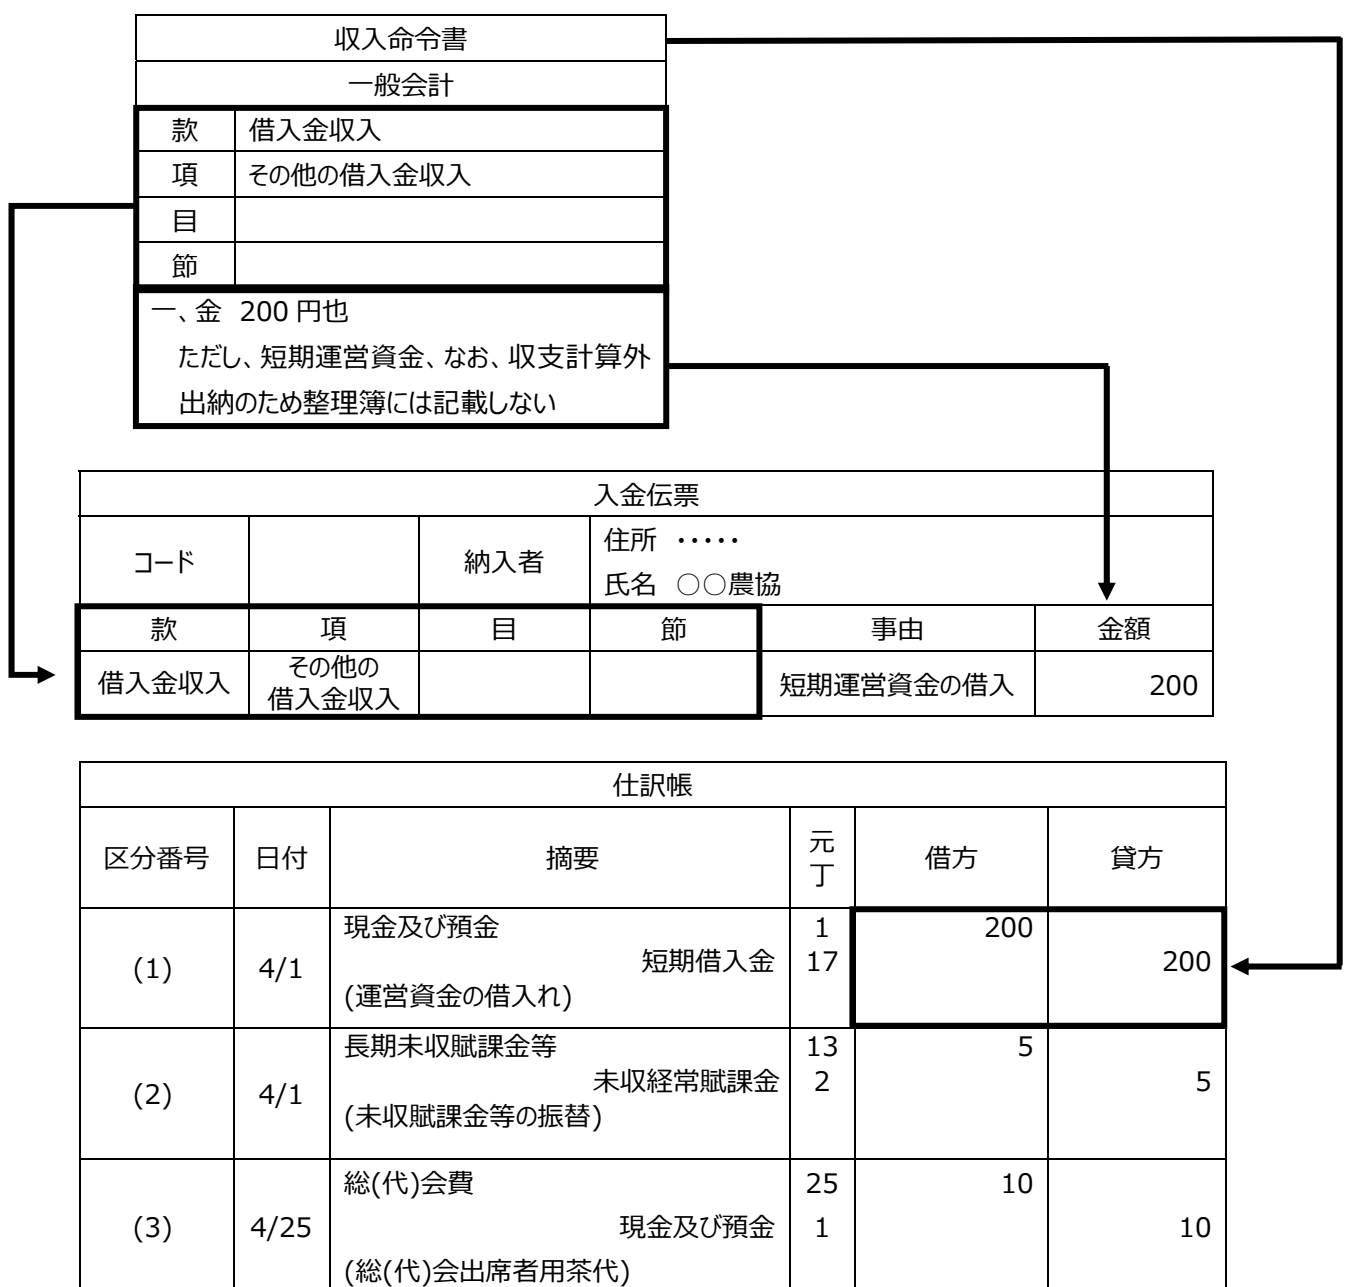 収入命令書
一般会計
款 借入金収入
項 その他の借入金収入
目
節
一、金 200 円也
ただし、短期運営資金、なお、収支計算外
出納のため整理簿には記載しない
入金伝票
コード 納入者
住所 ・・・・・
氏名 〇〇農協
款 項 目 節 事由 金額
借入金収入
その他の
借入金収入
短期運営資金の借入 200
仕訳帳
区分番号 日付 摘要
元
丁
借方 貸方
(1) 4/1
現金及び預金 1 200
短期借入金 17 200
(運営資金の借入れ)
(2) 4/1
長期未収賦課金等 13 5
未収経常賦課金 2 5
(未収賦課金等の振替)
(3) 4/25
総(代)会費 25 10
現金及び預金 1 10
(総(代)会出席者用茶代)